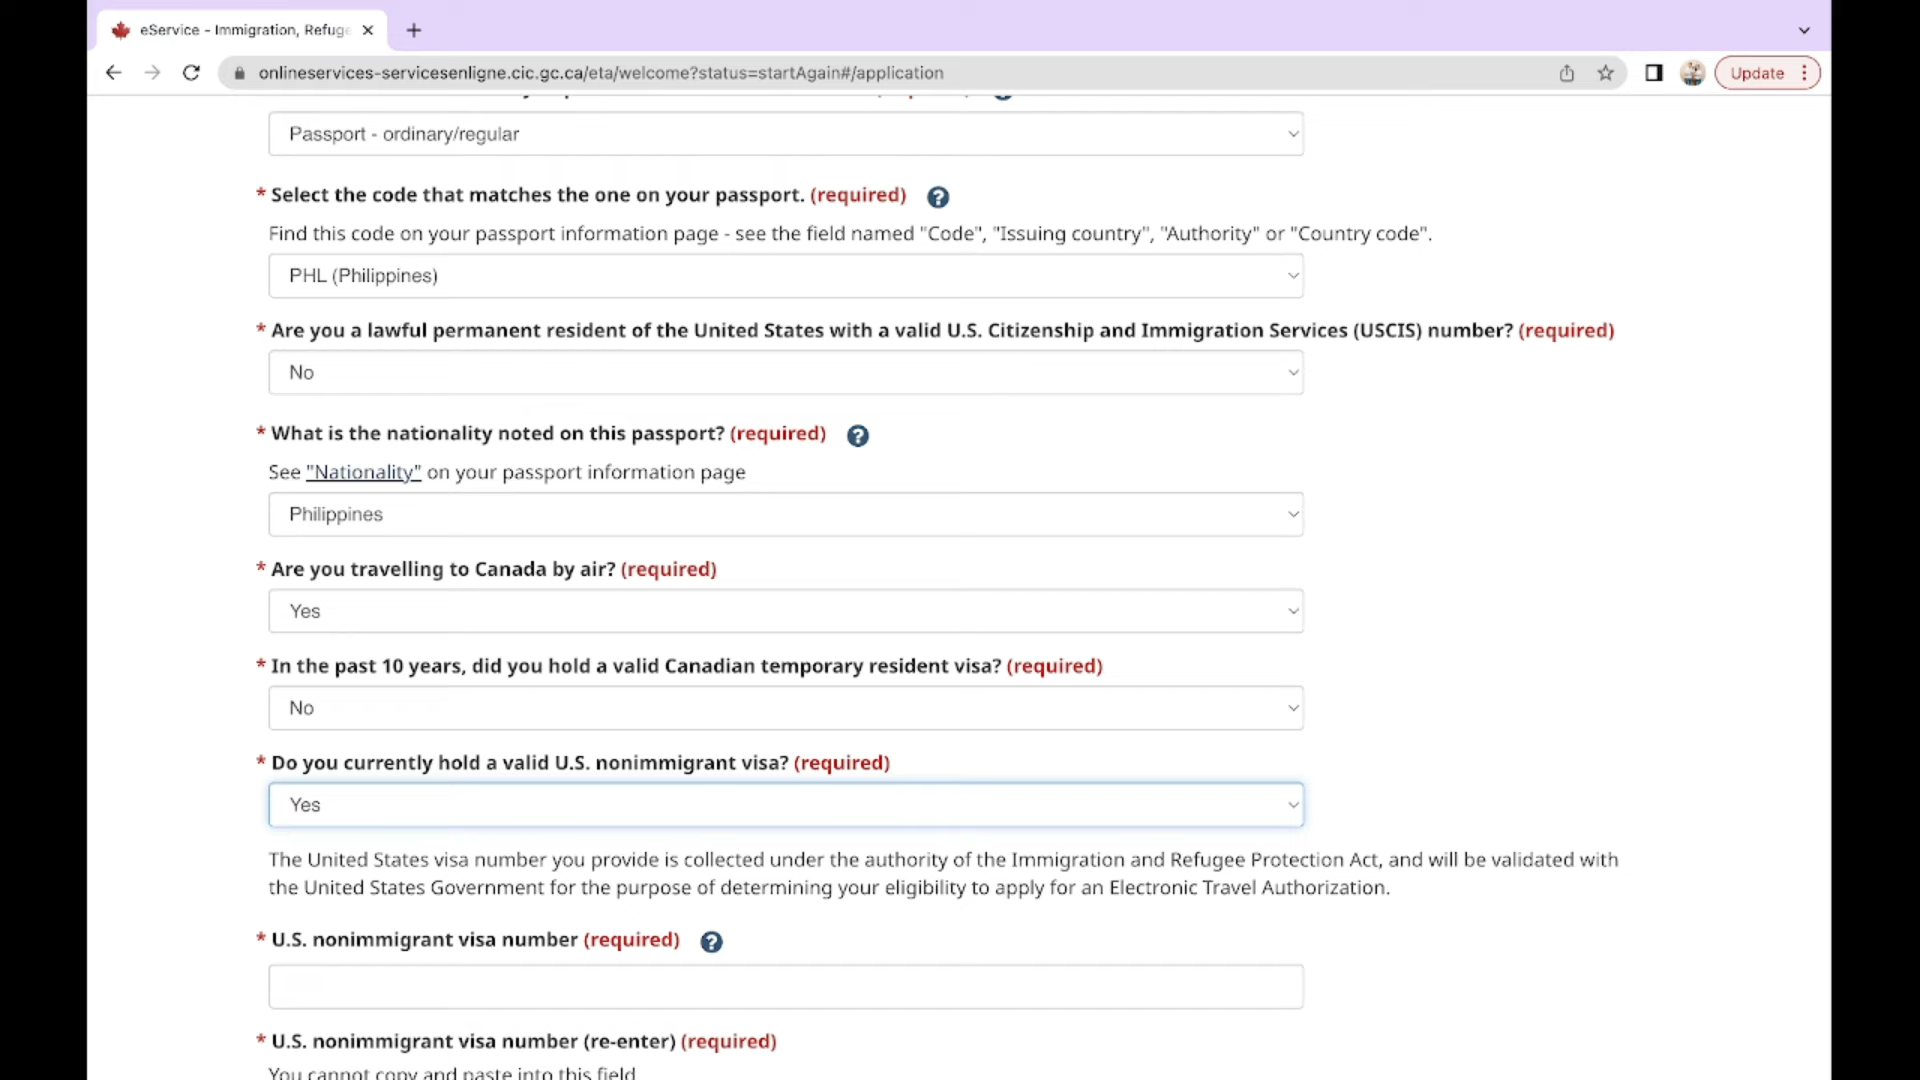 eService - Immigration, Refuge
onlineservices-servicesenligne.cic.gc.ca/eta/welcome?status=startAgain#/application
Update
Passport - ordinary/regular
* Select the code that matches the one on your passport. (required) ?
Find this code on your passport information page - see the field named "Code", "Issuing country", "Authority" or "Country code".
PHL (Philippines)
* Are you a lawful permanent resident of the United States with a valid U.S. Citizenship and Immigration Services (USCIS) number? (required)
No
* What is the nationality noted on this passport? (required) ?
See "Nationality" on your passport information page
Philippines
* Are you travelling to Canada by air? (required)
Yes
* In the past 10 years, did you hold a valid Canadian temporary resident visa? (required)
No
* Do you currently hold a valid U.S. nonimmigrant visa? (required)
Yes
The United States visa number you provide is collected under the authority of the Immigration and Refugee Protection Act, and will be validated with
the United States Government for the purpose of determining your eligibility to apply for an Electronic Travel Authorization.
* U.S. nonimmigrant visa number (required) ?
* U.S. nonimmigrant visa number (re-enter) (required)
You cannot copy and paste into this field